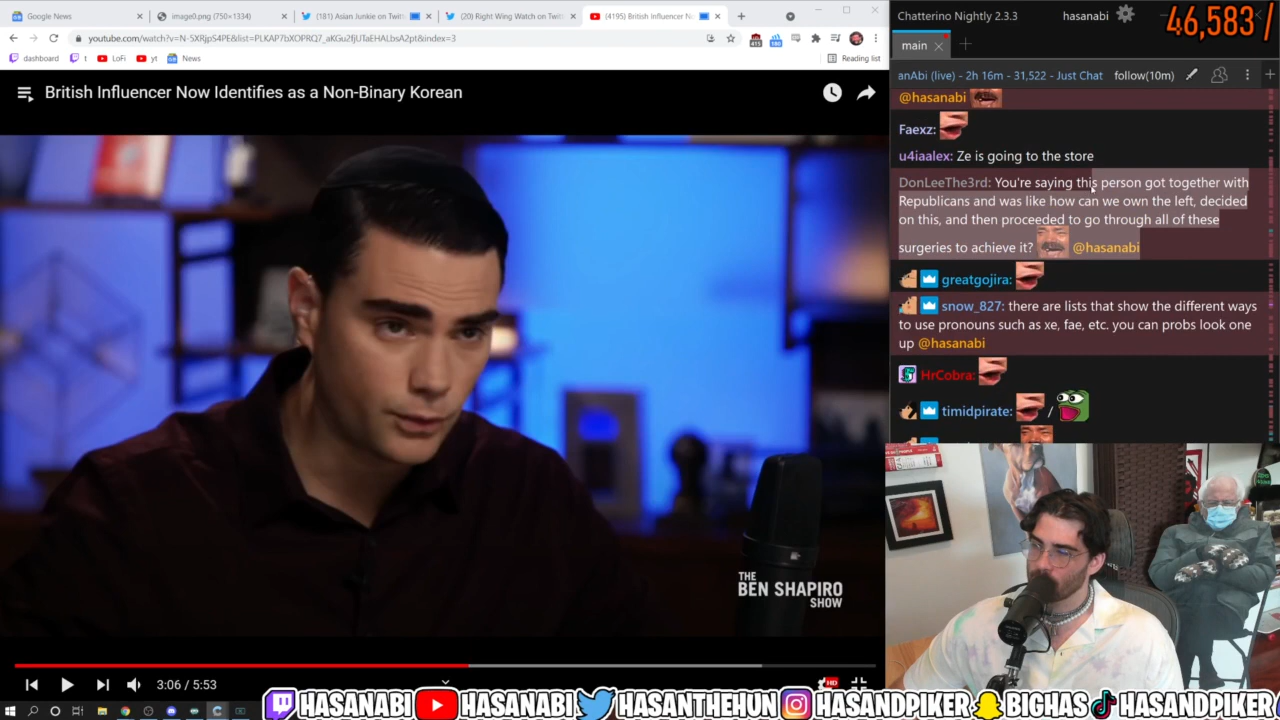 Google News
image0.png (750×1334)
(181) Asian Junkie on Twit
(20) Right Wing Watch on Twitt
(4195) British Influencer N
youtube.com/watch?v=N-5XRjpS4PE&list=PLKAP7bXOPRQ7_aKGu2fjUTaEHALbsA2pt&index=3
415
180
dashboard
t
LoFi
yt
News
Reading list
British Influencer Now Identifies as a Non-Binary Korean
THE
BEN SHAPIRO
SHOW
3:06 / 5:53
HD
Chatterino Nightly 2.3.3
hasanabi
46,583 /
main
anAbi (live) - 2h 16m - 31,522 - Just Chat
follow(10m)
@hasanabi
Faexz:
u4iaalex: Ze is going to the store
DonLeeThe3rd: You're saying this person got together with
Republicans and was like how can we own the left, decided
on this, and then proceeded to go through all of these
surgeries to achieve it? @hasanabi
greatgojira:
snow_827: there are lists that show the different ways
to use pronouns such as xe, fae, etc. you can probs look one
up @hasanabi
HrCobra:
timidpirate: /
HASANABI HASANABI HASANTHEHUN HASANDPIKER BIGHAS HASANDPIKER